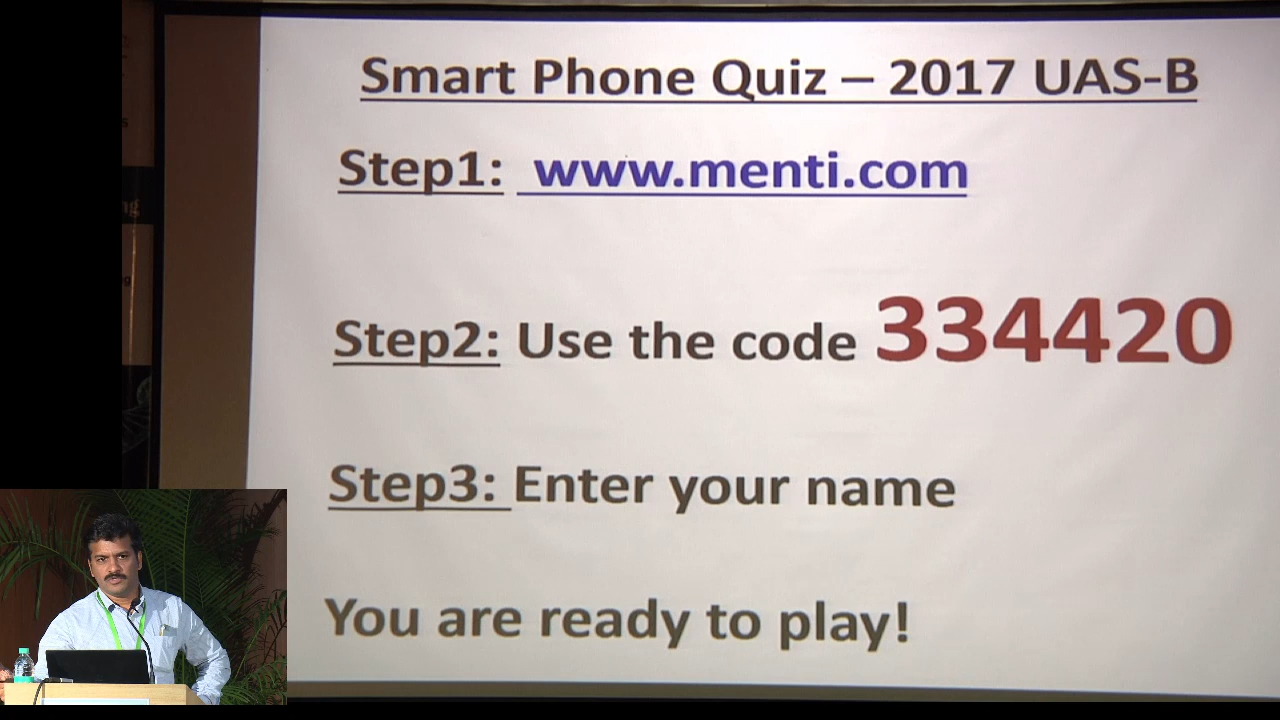 Smart Phone Quiz – 2017 UAS-B
Step1: www.menti.com
Step2: Use the code 334420
Step3: Enter your name
You are ready to play!